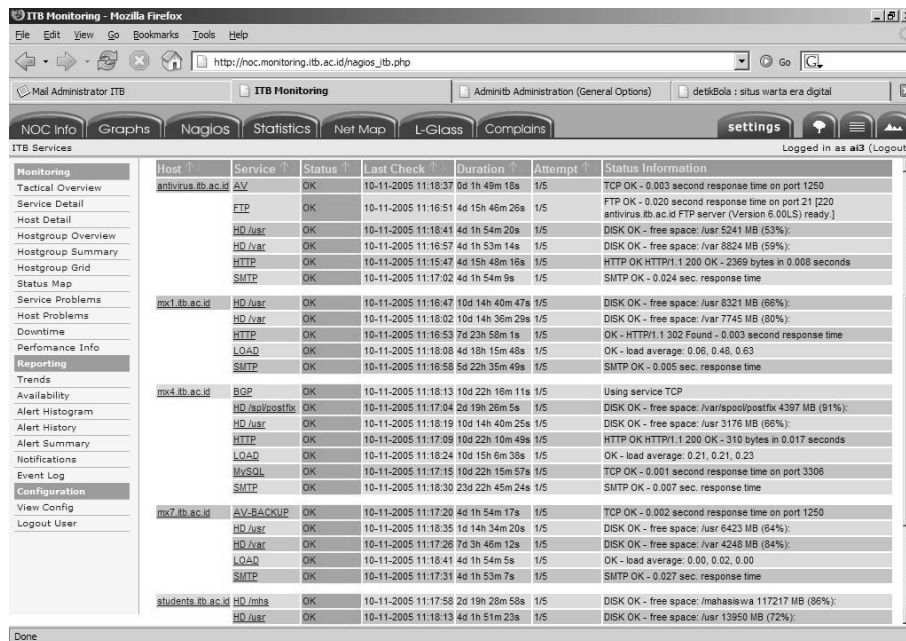 ITB Monitoring - Mozilla Firefox
File Edit View Go Bookmarks Tools Help
http://noc.monitoring.itb.ac.id/nagios_itb.php Go G
Mail Administrator ITB ITB Monitoring Adminitb Administration (General Options) detikBola : situs warta era digital
NOC Info Graphs Nagios Statistics Net Map L-Glass Complains settings
ITB Services Logged in as ai3 (Logout
Monitoring
Tactical Overview
Service Detail
Host Detail
Hostgroup Overview
Hostgroup Summary
Hostgroup Grid
Status Map
Service Problems
Host Problems
Downtime
Perfomance Info
Reporting
Trends
Availability
Alert Histogram
Alert History
Alert Summary
Notifications
Event Log
Configuration
View Config
Logout User
Host Service Status Last Check Duration Attempt Status Information
antivirus.itb.ac.id AV OK 10-11-2005 11:18:37 0d 1h 49m 18s 1/5 TCP OK - 0.003 second response time on port 1250
FTP OK 10-11-2005 11:16:51 4d 15h 46m 26s 1/5 FTP OK - 0.020 second response time on port 21 [220
antivirus.itb.ac.id FTP server (Version 6.00LS) ready.]
HD /usr OK 10-11-2005 11:18:41 4d 1h 54m 20s 1/5 DISK OK - free space: /usr 5241 MB (53%):
HD /var OK 10-11-2005 11:16:57 4d 1h 53m 14s 1/5 DISK OK - free space: /var 8824 MB (59%):
HTTP OK 10-11-2005 11:15:47 4d 15h 48m 16s 1/5 HTTP OK HTTP/1.1 200 OK - 2369 bytes in 0.008 seconds
SMTP OK 10-11-2005 11:17:02 4d 1h 54m 9s 1/5 SMTP OK - 0.024 sec. response time
mx1.itb.ac.id HD /usr OK 10-11-2005 11:16:47 10d 14h 40m 47s 1/5 DISK OK - free space: /usr 8321 MB (66%):
HD /var OK 10-11-2005 11:18:02 10d 14h 36m 29s 1/5 DISK OK - free space: /var 7745 MB (80%):
HTTP OK 10-11-2005 11:16:53 7d 23h 58m 1s 1/5 OK - HTTP/1.1 302 Found - 0.003 second response time
LOAD OK 10-11-2005 11:18:08 4d 18h 15m 48s 1/5 OK - load average: 0.06, 0.48, 0.63
SMTP OK 10-11-2005 11:16:58 5d 22h 35m 49s 1/5 SMTP OK - 0.005 sec. response time
mx4.itb.ac.id BGP OK 10-11-2005 11:18:13 10d 22h 16m 11s 1/5 Using service TCP
HD /spl/postfix OK 10-11-2005 11:17:04 2d 19h 26m 5s 1/5 DISK OK - free space: /var/spool/postfix 4397 MB (91%):
HD /usr OK 10-11-2005 11:18:19 10d 14h 40m 25s 1/5 DISK OK - free space: /usr 3176 MB (66%):
HTTP OK 10-11-2005 11:17:09 10d 22h 10m 49s 1/5 HTTP OK HTTP/1.1 200 OK - 310 bytes in 0.017 seconds
LOAD OK 10-11-2005 11:18:24 10d 15h 6m 38s 1/5 OK - load average: 0.21, 0.21, 0.23
MySQL OK 10-11-2005 11:17:15 10d 22h 15m 57s 1/5 TCP OK - 0.001 second response time on port 3306
SMTP OK 10-11-2005 11:18:30 23d 22h 45m 24s 1/5 SMTP OK - 0.007 sec. response time
mx7.itb.ac.id AV-BACKUP OK 10-11-2005 11:17:20 4d 1h 54m 17s 1/5 TCP OK - 0.002 second response time on port 1250
HD /usr OK 10-11-2005 11:18:35 1d 14h 34m 20s 1/5 DISK OK - free space: /usr 6423 MB (64%):
HD /var OK 10-11-2005 11:17:26 7d 3h 46m 12s 1/5 DISK OK - free space: /var 4248 MB (84%):
LOAD OK 10-11-2005 11:18:41 4d 1h 54m 5s 1/5 OK - load average: 0.00, 0.02, 0.00
SMTP OK 10-11-2005 11:17:31 4d 1h 53m 7s 1/5 SMTP OK - 0.027 sec. response time
students.itb.ac.id HD /mhs OK 10-11-2005 11:17:58 2d 19h 28m 58s 1/5 DISK OK - free space: /mahasiswa 117217 MB (86%):
HD /usr OK 10-11-2005 11:18:13 4d 1h 51m 23s 1/5 DISK OK - free space: /usr 13950 MB (72%):
Done